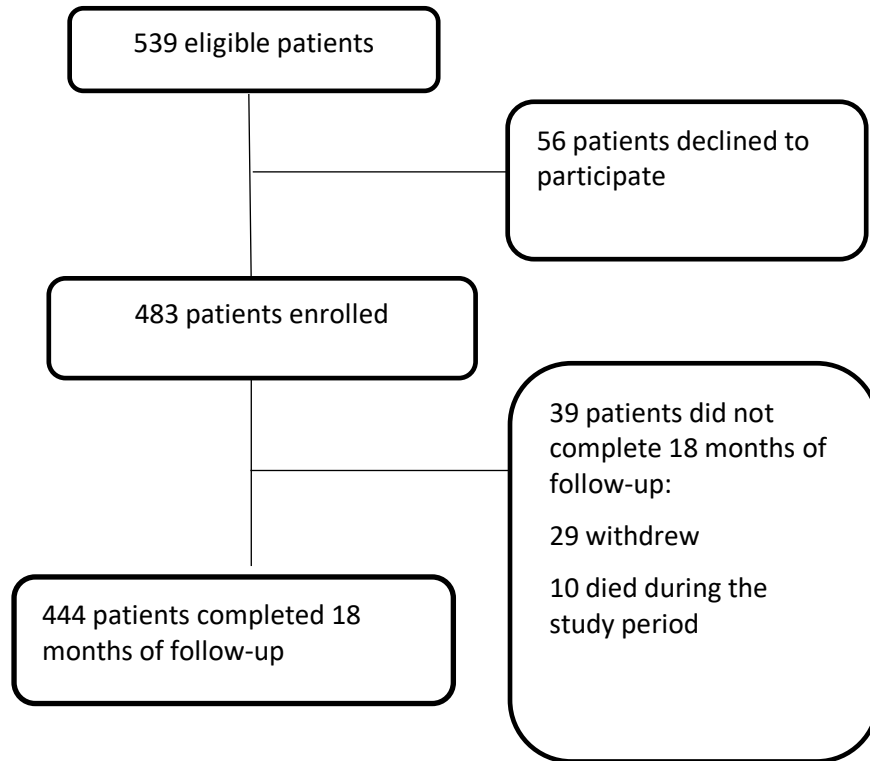 539 eligible patients
56 patients declined to
participate
483 patients enrolled
39 patients did not
complete 18 months of
follow-up:
29 withdrew
10 died during the
study period
444 patients completed 18
months of follow-up